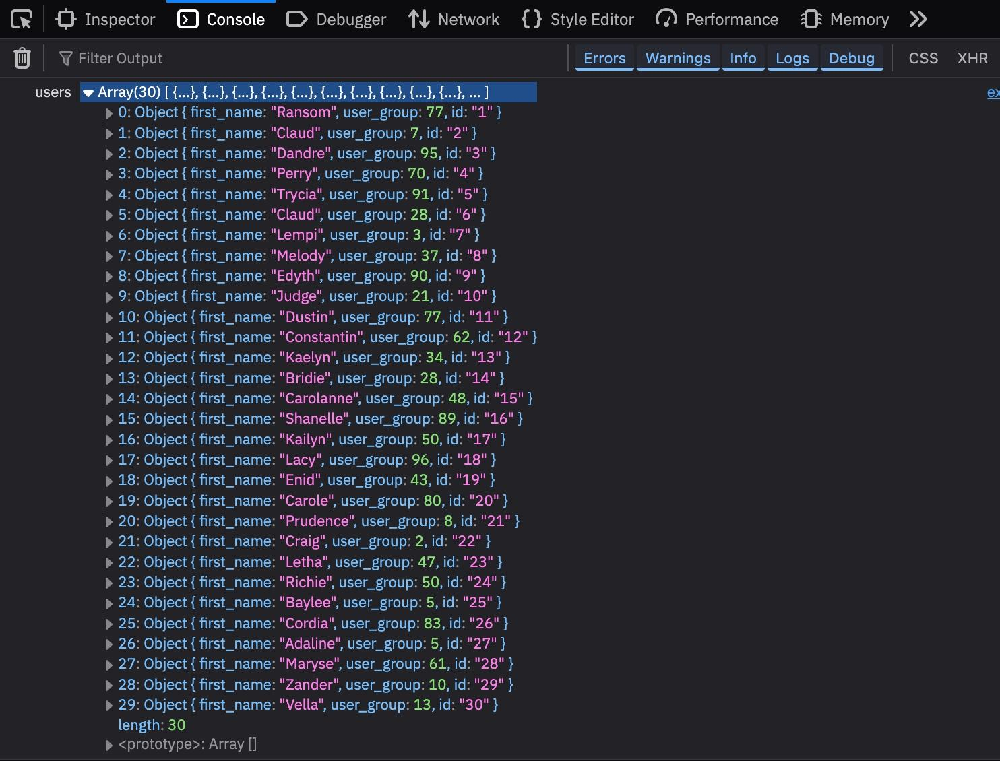 Inspector Console Debugger Network Style Editor Performance Memory
Filter Output Errors Warnings Info Logs Debug CSS XHR
users Array(30) [ {…}, {…}, {…}, {…}, {…}, {…}, {…}, {…}, {…}, {…}, … ]
0: Object { first_name: "Ransom", user_group: 77, id: "1" }
1: Object { first_name: "Claud", user_group: 7, id: "2" }
2: Object { first_name: "Dandre", user_group: 95, id: "3" }
3: Object { first_name: "Perry", user_group: 70, id: "4" }
4: Object { first_name: "Trycia", user_group: 91, id: "5" }
5: Object { first_name: "Claud", user_group: 28, id: "6" }
6: Object { first_name: "Lempi", user_group: 3, id: "7" }
7: Object { first_name: "Melody", user_group: 37, id: "8" }
8: Object { first_name: "Edyth", user_group: 90, id: "9" }
9: Object { first_name: "Judge", user_group: 21, id: "10" }
10: Object { first_name: "Dustin", user_group: 77, id: "11" }
11: Object { first_name: "Constantin", user_group: 62, id: "12" }
12: Object { first_name: "Kaelyn", user_group: 34, id: "13" }
13: Object { first_name: "Bridie", user_group: 28, id: "14" }
14: Object { first_name: "Carolanne", user_group: 48, id: "15" }
15: Object { first_name: "Shanelle", user_group: 89, id: "16" }
16: Object { first_name: "Kailyn", user_group: 50, id: "17" }
17: Object { first_name: "Lacy", user_group: 96, id: "18" }
18: Object { first_name: "Enid", user_group: 43, id: "19" }
19: Object { first_name: "Carole", user_group: 80, id: "20" }
20: Object { first_name: "Prudence", user_group: 8, id: "21" }
21: Object { first_name: "Craig", user_group: 2, id: "22" }
22: Object { first_name: "Letha", user_group: 47, id: "23" }
23: Object { first_name: "Richie", user_group: 50, id: "24" }
24: Object { first_name: "Baylee", user_group: 5, id: "25" }
25: Object { first_name: "Cordia", user_group: 83, id: "26" }
26: Object { first_name: "Adaline", user_group: 5, id: "27" }
27: Object { first_name: "Maryse", user_group: 61, id: "28" }
28: Object { first_name: "Zander", user_group: 10, id: "29" }
29: Object { first_name: "Vella", user_group: 13, id: "30" }
length: 30
<prototype>: Array []